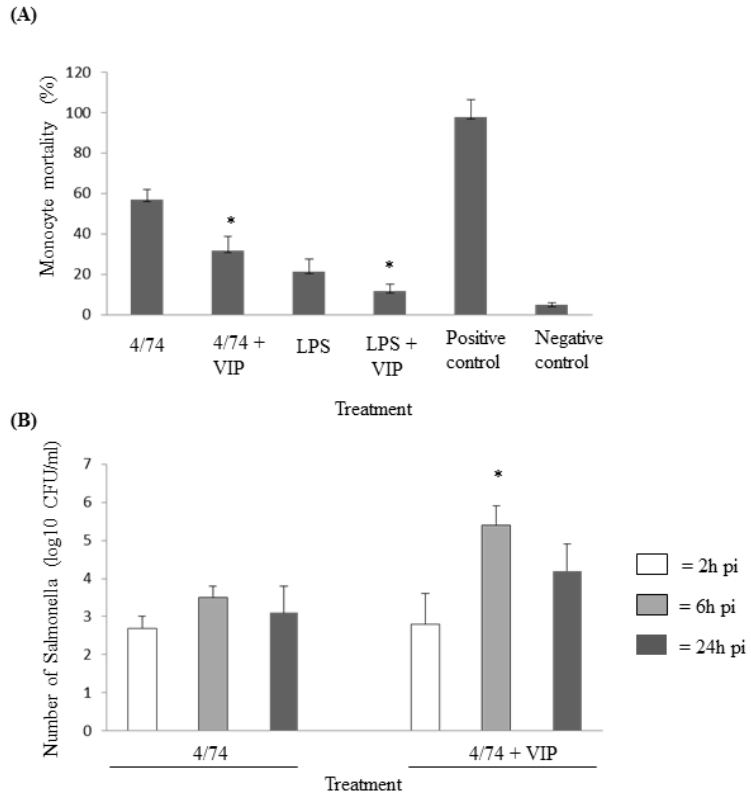 (A)
Monocyte mortality (%)
120
100
80
60
40
20
0
*
*
4/74
4/74 +
VIP
LPS
LPS +
VIP
Positive
control
Negative
control
Treatment
(B)
Number of Salmonella (log10 CFU/ml)
7
6
5
4
3
2
1
0
*
4/74
4/74 + VIP
Treatment
= 2h pi
= 6h pi
= 24h pi